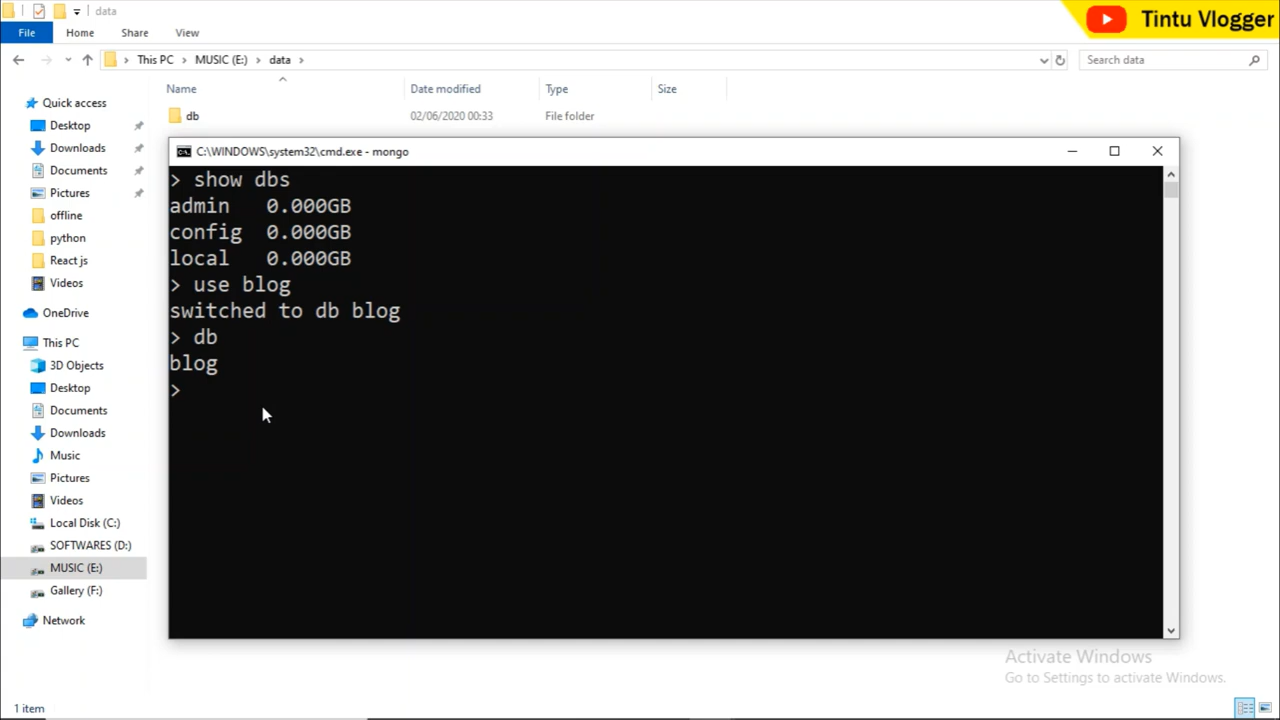 data
Tintu Vlogger
File Home Share View
This PC MUSIC (E:) data
Search data
Name Date modified Type Size
db 02/06/2020 00:33 File folder
Quick access
Desktop
Downloads
Documents
Pictures
offline
python
React js
Videos
OneDrive
This PC
3D Objects
Desktop
Documents
Downloads
Music
Pictures
Videos
Local Disk (C:)
SOFTWARES (D:)
MUSIC (E:)
Gallery (F:)
Network
C:\WINDOWS\system32\cmd.exe - mongo
> show dbs
admin 0.000GB
config 0.000GB
local 0.000GB
> use blog
switched to db blog
> db
blog
>
Activate Windows
Go to Settings to activate Windows.
1 item